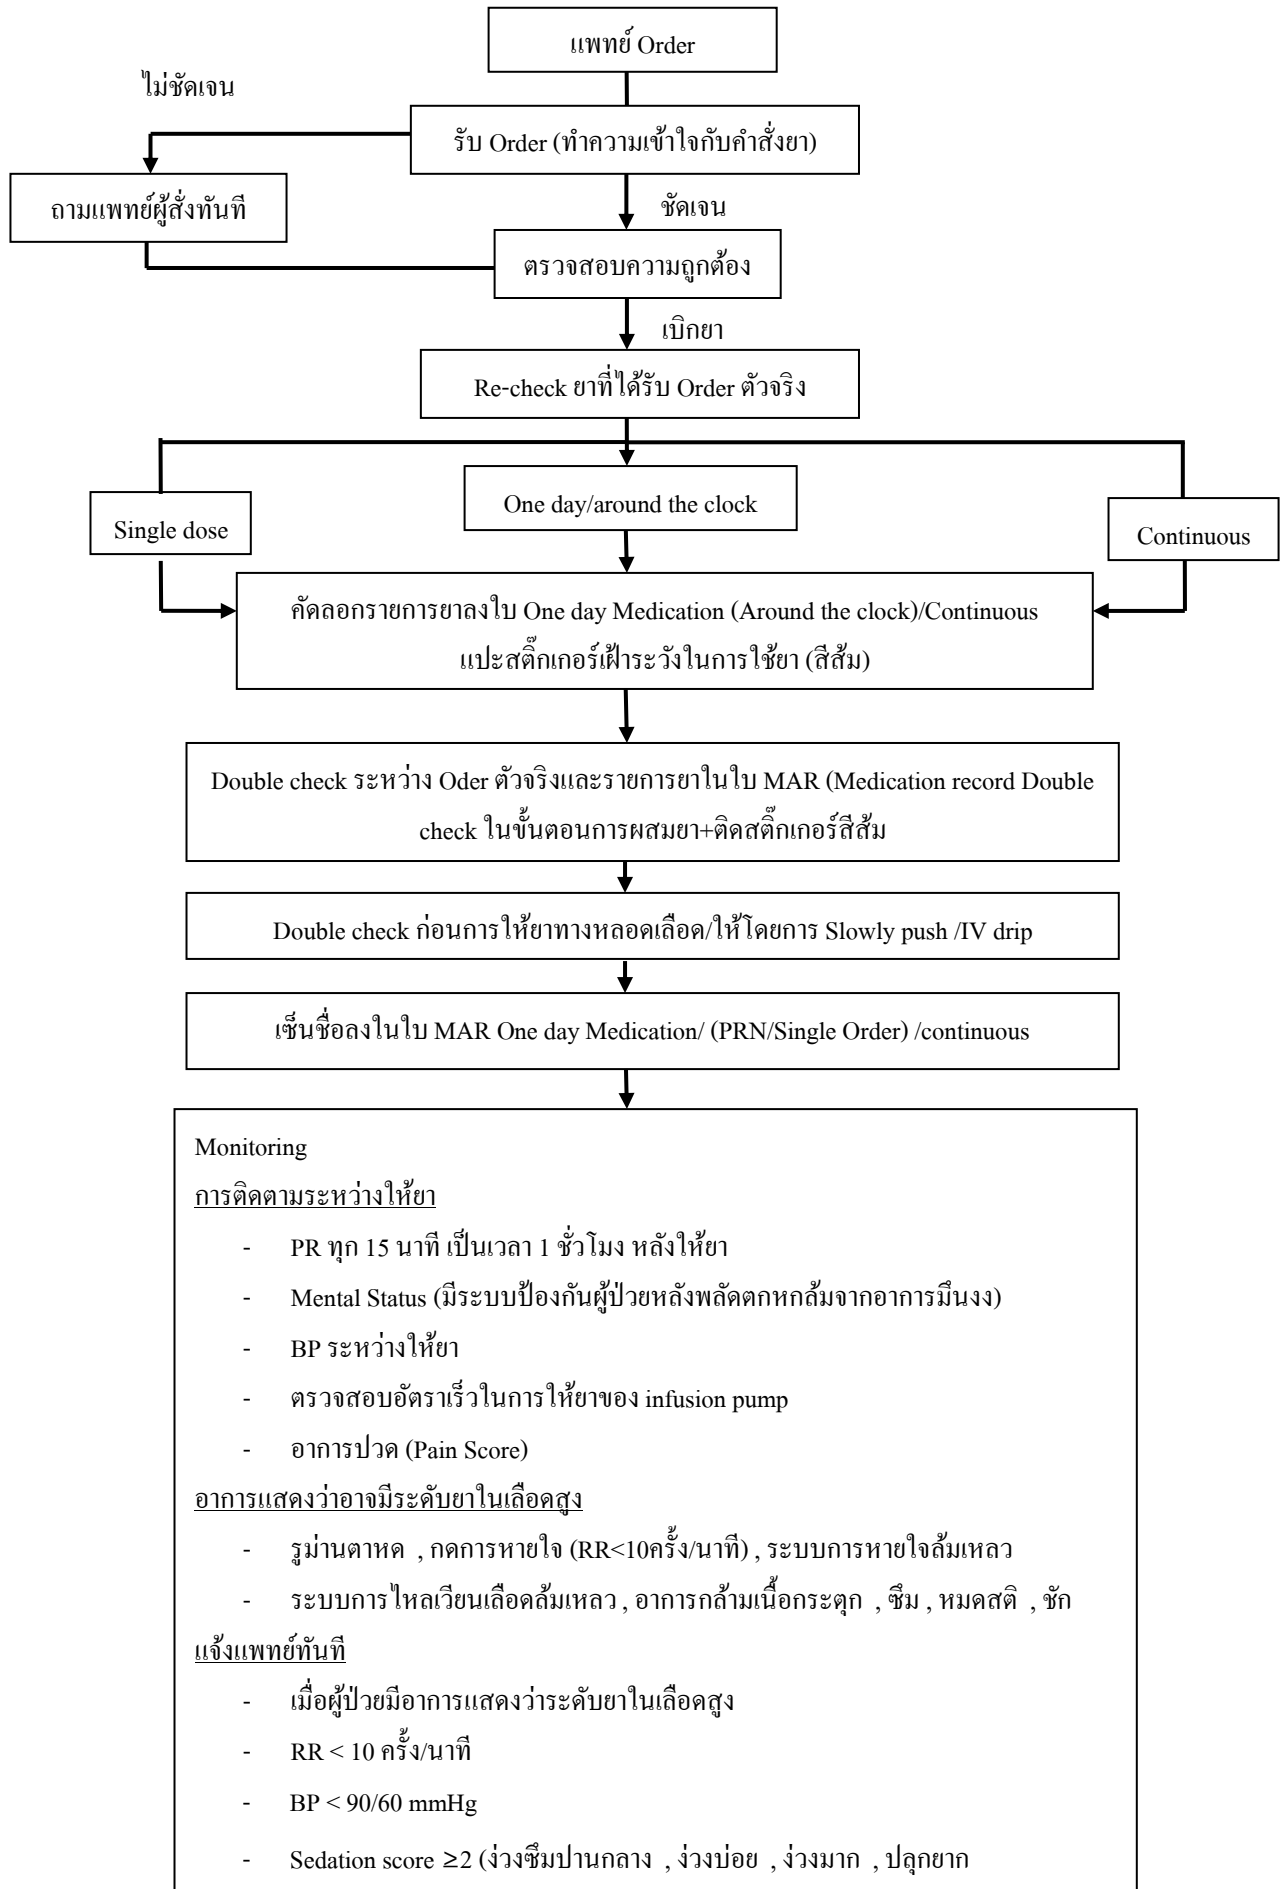 แพทย์ Order
ไม่ชัดเจน
รับ Order (ทำความเข้าใจกับคำสั่งยา)
ถามแพทย์ผู้สั่งทันที
ชัดเจน
ตรวจสอบความถูกต้อง
เบิกยา
Re-check ยาที่ได้รับ Order ตัวจริง
Single dose
One day/around the clock
Continuous
คัดลอกรายการยาลงใบ One day Medication (Around the clock)/Continuous
แปะสติ๊กเกอร์เฝ้าระวังในการใช้ยา (สีส้ม)
Double check ระหว่าง Oder ตัวจริงและรายการยาในใบ MAR (Medication record Double
check ในขั้นตอนการผสมยา+ติดสติ๊กเกอร์สีส้ม
Double check ก่อนการให้ยาทางหลอดเลือด/ให้โดยการ Slowly push /IV drip
เซ็นชื่อลงในใบ MAR One day Medication/ (PRN/Single Order) /continuous
Monitoring
การติดตามระหว่างให้ยา
- PR ทุก 15 นาที เป็นเวลา 1 ชั่วโมง หลังให้ยา
- Mental Status (มีระบบป้องกันผู้ป่วยหลังพลัดตกหกล้มจากอาการมึนงง)
- BP ระหว่างให้ยา
- ตรวจสอบอัตราเร็วในการให้ยาของ infusion pump
- อาการปวด (Pain Score)
อาการแสดงว่าอาจมีระดับยาในเลือดสูง
- รูม่านตาหด , กดการหายใจ (RR<10ครั้ง/นาที) , ระบบการหายใจล้มเหลว
- ระบบการไหลเวียนเลือดล้มเหลว , อาการกล้ามเนื้อกระตุก , ซึม , หมดสติ , ชัก
แจ้งแพทย์ทันที
- เมื่อผู้ป่วยมีอาการแสดงว่าระดับยาในเลือดสูง
- RR < 10 ครั้ง/นาที
- BP < 90/60 mmHg
- Sedation score ≥2 (ง่วงซึมปานกลาง , ง่วงบ่อย , ง่วงมาก , ปลุกยาก